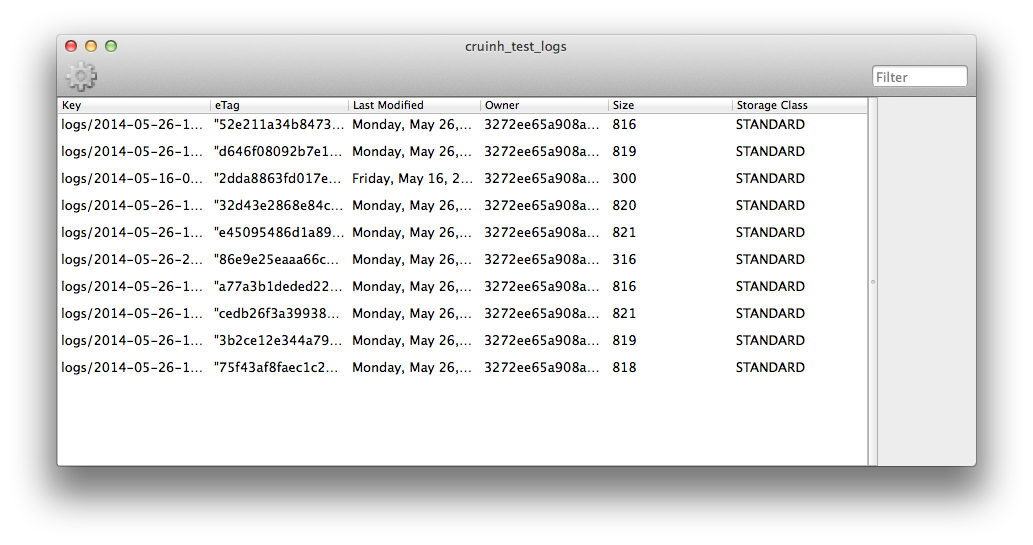 cruinh_test_logs
Filter
Key eTag Last Modified Owner Size Storage Class
logs/2014-05-26-1... "52e211a34b8473... Monday, May 26,... 3272ee65a908a... 816 STANDARD
logs/2014-05-26-1... "d646f08092b7e1... Monday, May 26,... 3272ee65a908a... 819 STANDARD
logs/2014-05-16-0... "2dda8863fd017e... Friday, May 16, 2... 3272ee65a908a... 300 STANDARD
logs/2014-05-26-1... "32d43e2868e84c... Monday, May 26,... 3272ee65a908a... 820 STANDARD
logs/2014-05-26-1... "e45095486d1a89... Monday, May 26,... 3272ee65a908a... 821 STANDARD
logs/2014-05-26-2... "86e9e25eaaa66c... Monday, May 26,... 3272ee65a908a... 316 STANDARD
logs/2014-05-26-1... "a77a3b1deded22... Monday, May 26,... 3272ee65a908a... 816 STANDARD
logs/2014-05-26-1... "cedb26f3a39938... Monday, May 26,... 3272ee65a908a... 821 STANDARD
logs/2014-05-26-1... "3b2ce12e344a79... Monday, May 26,... 3272ee65a908a... 819 STANDARD
logs/2014-05-26-1... "75f43af8faec1c2... Monday, May 26,... 3272ee65a908a... 818 STANDARD